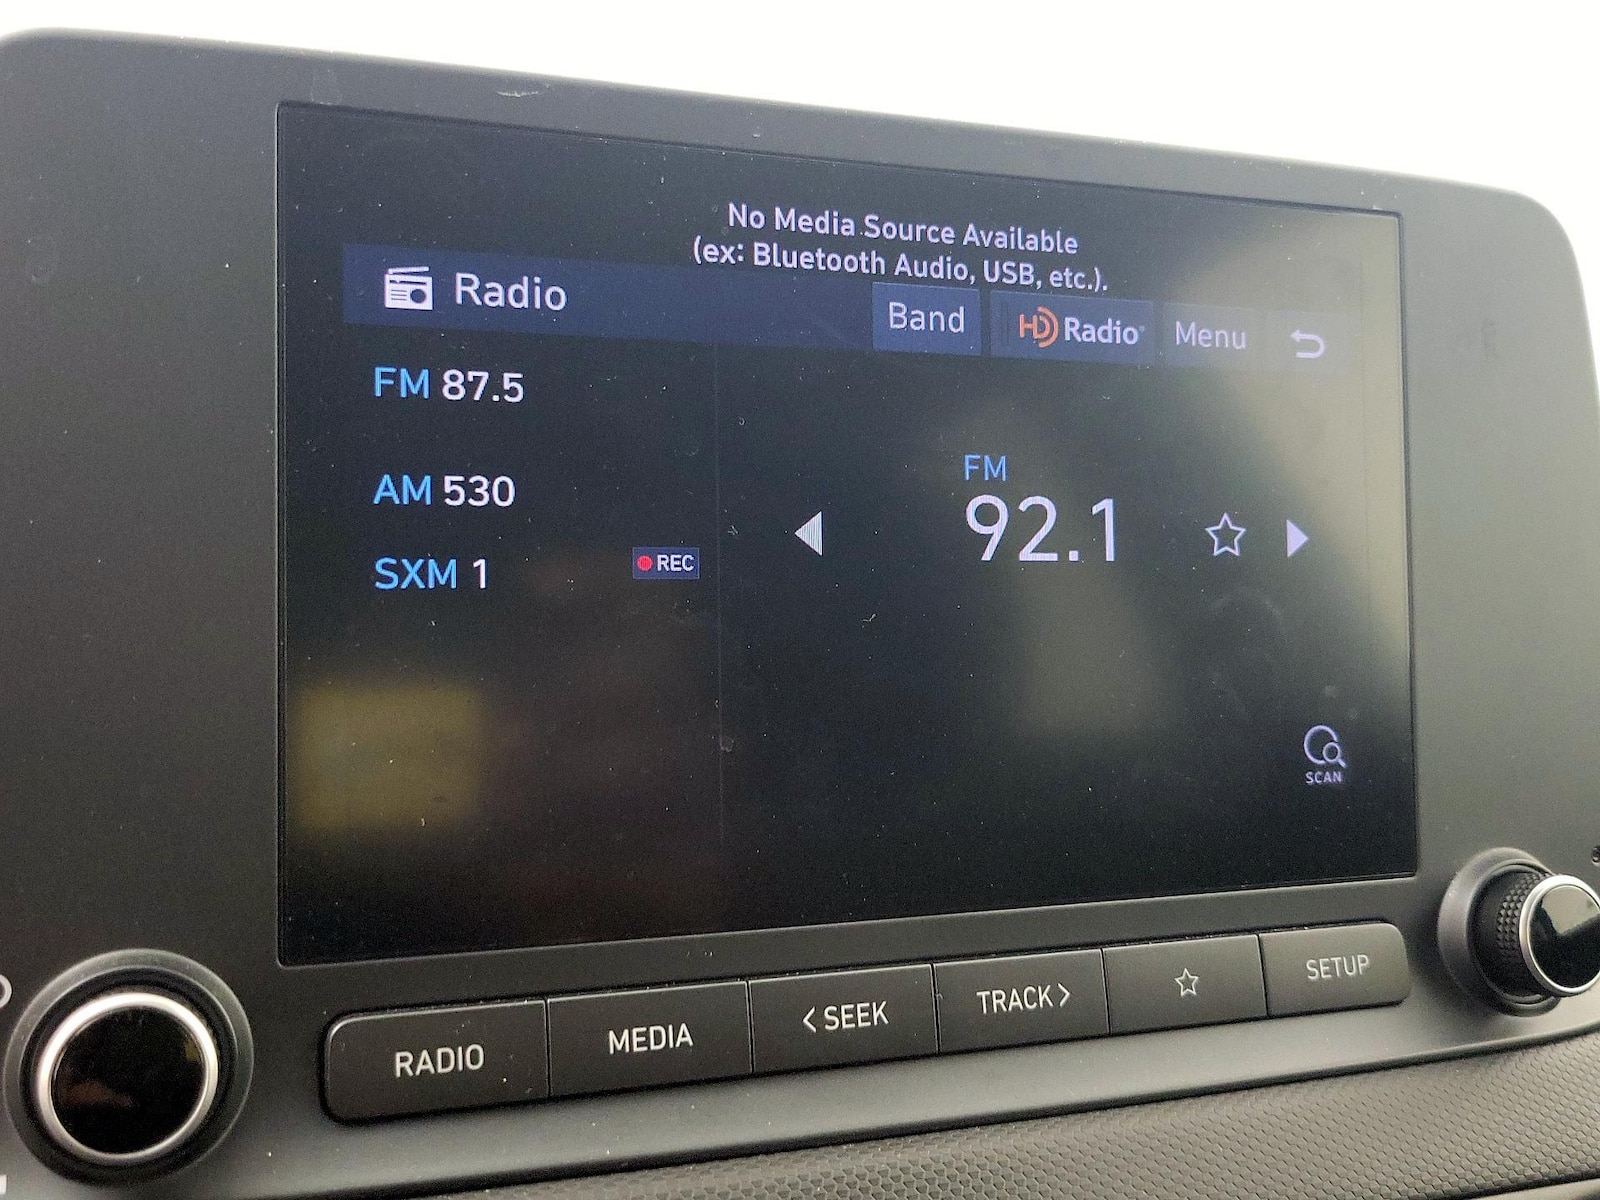 No Media Source Available
(ex: Bluetooth Audio, USB, etc.).
Radio
Band
HD Radio
Menu
FM 87.5
AM 530
SXM 1
REC
FM
92.1
SCAN
RADIO
MEDIA
<SEEK
TRACK>
SETUP